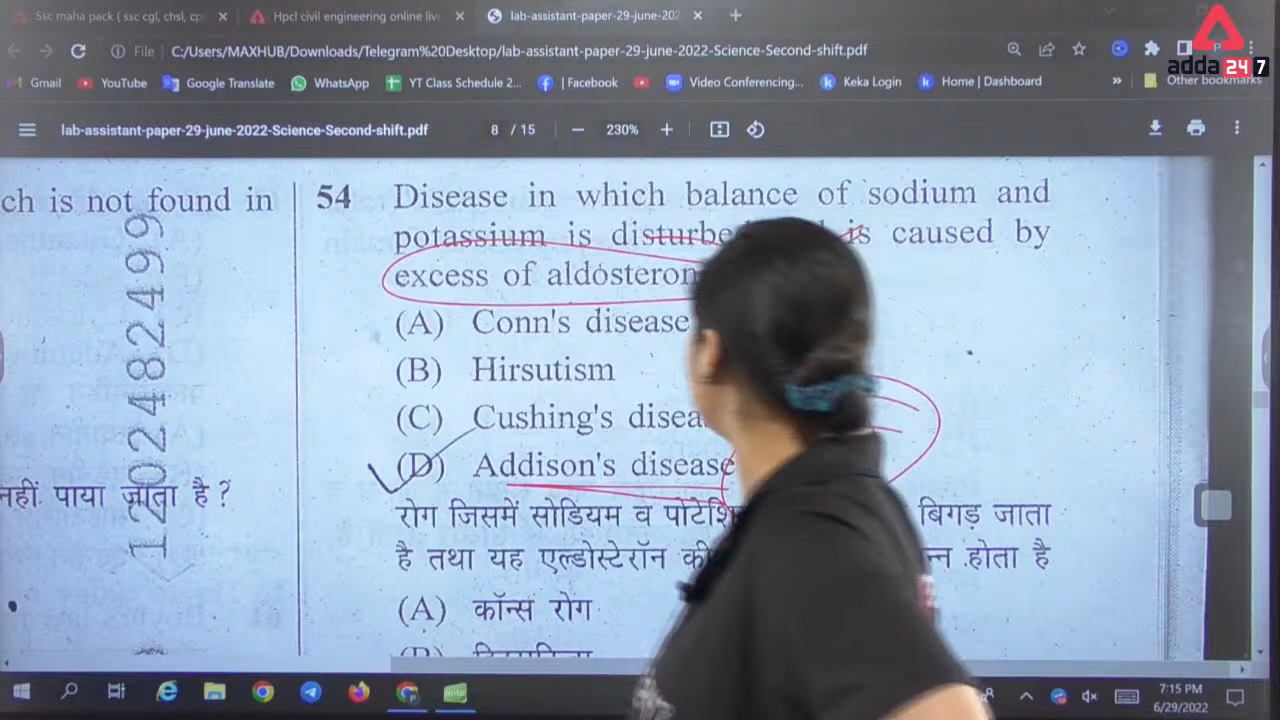 Ssc maha pack ( ssc cgl, chsl, cp
Hpcl civil engineering online live
lab-assistant-paper-29-june-202
File C:/Users/MAXHUB/Downloads/Telegram%20Desktop/lab-assistant-paper-29-june-2022-Science-Second-shift.pdf
adda 24 7
Gmail YouTube Google Translate WhatsApp YT Class Schedule 2... | Facebook Video Conferencing... Keka Login Home | Dashboard » Other bookmarks
lab-assistant-paper-29-june-2022-Science-Second-shift.pdf 8 / 15 230%
ch is not found in
1202482499
नहीं पाया जाता है ?
54 Disease in which balance of sodium and
potassium is disturbed is caused by
excess of aldosteron
(A) Conn's disease
(B) Hirsutism
(C) Cushing's disea
(D) Addison's disease
रोग जिसमें सोडियम व पोटेशि बिगड़ जाता
है तथा यह एल्डोस्टेरॉन की न्न होता है
(A) कॉन्स रोग
7:15 PM
6/29/2022